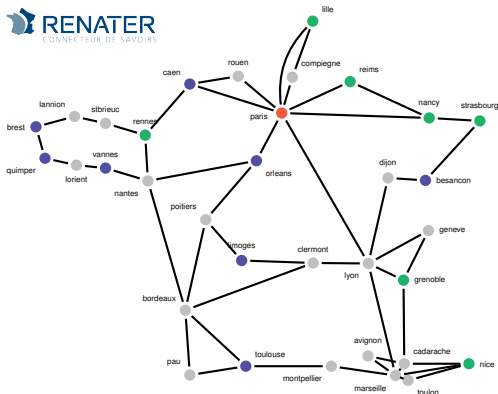 RENATER
CONNECTEUR DE SAVOIRS
lille
rouen
compiegne
caen
reims
lannion
stbrieuc
paris
nancy
strasbourg
rennes
brest
vannes
dijon
quimper
lorient
nantes
orleans
besancon
poitiers
geneve
limoges
clermont
lyon
grenoble
bordeaux
avignon
cadarache
pau
toulouse
nice
montpellier
marseille
toulon